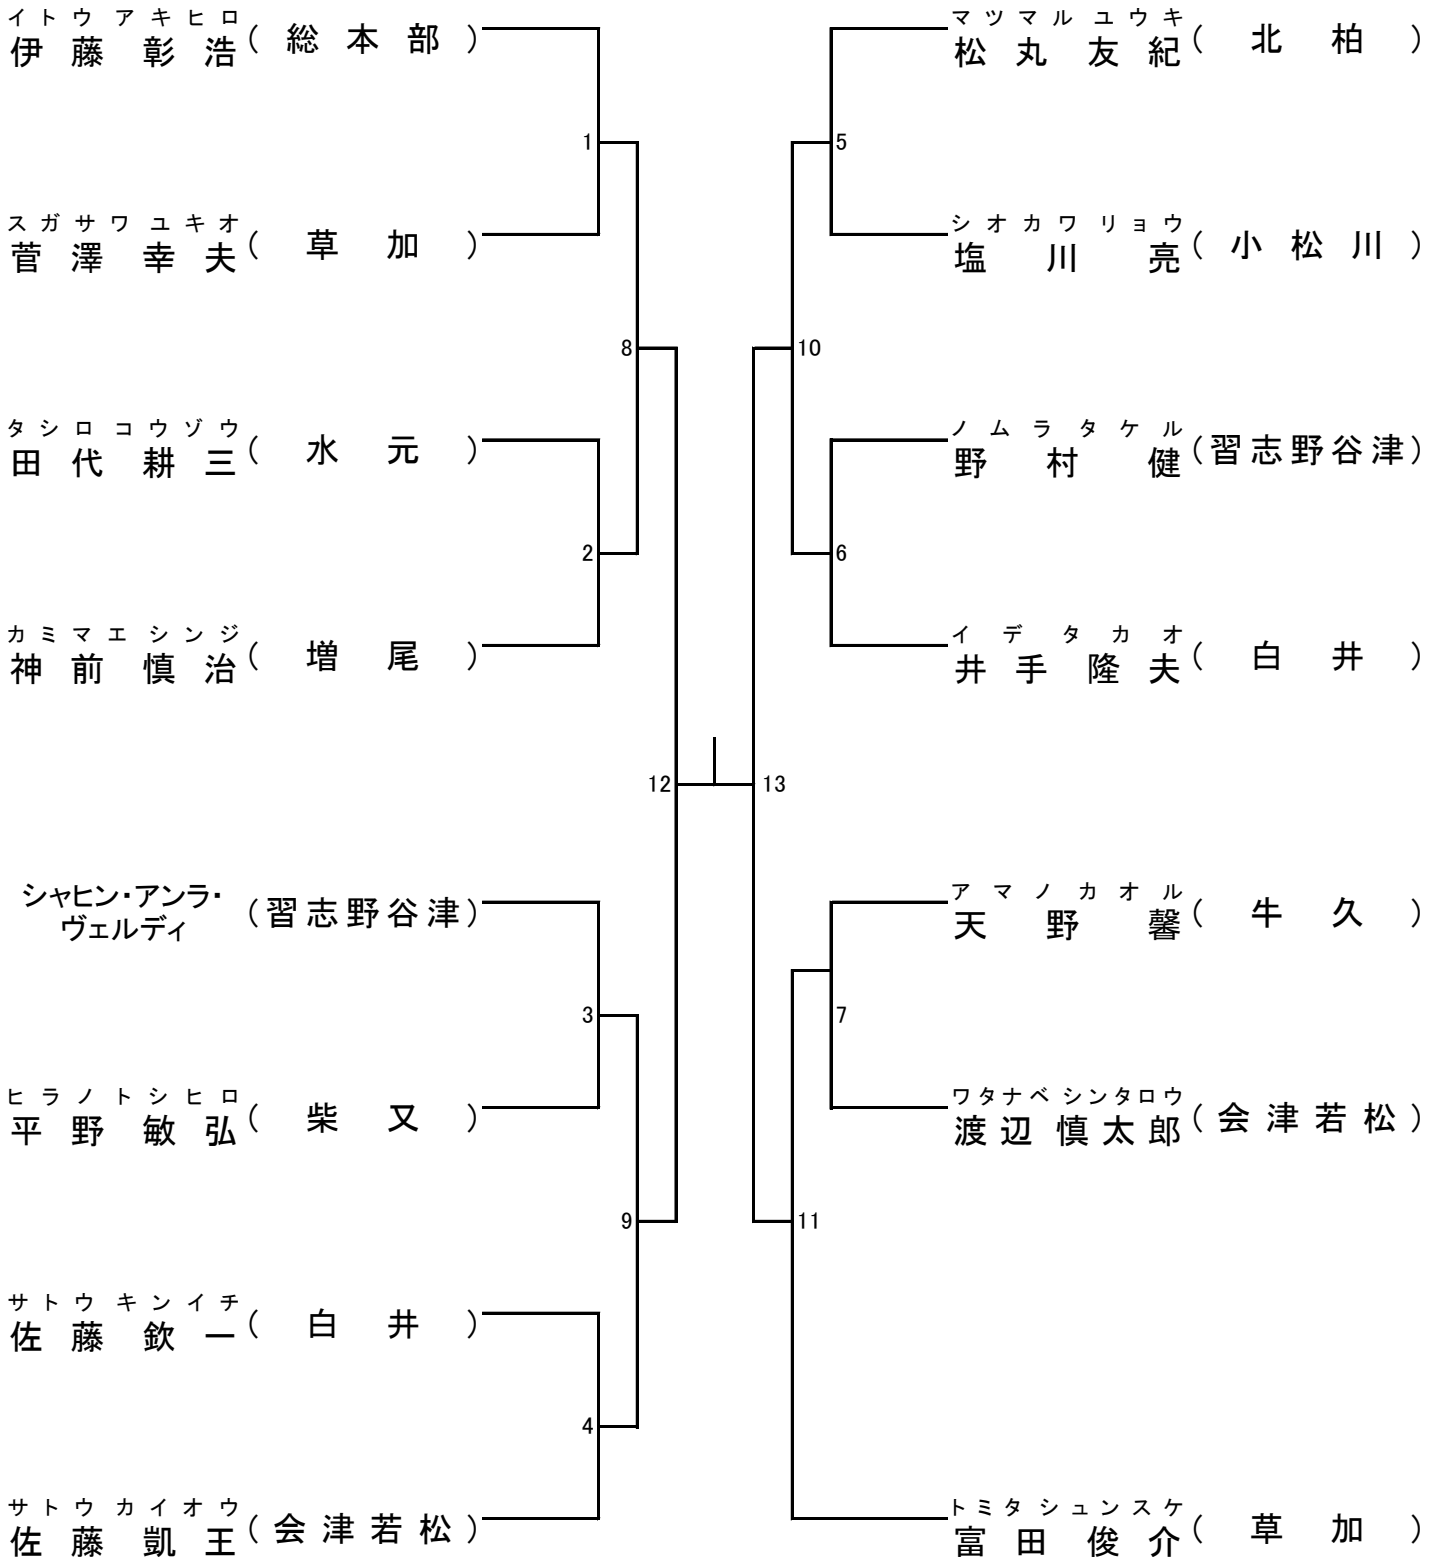 イトウ アキヒロ
伊藤 彰浩 (総本部)
1
スガサワ ユキオ
菅澤 幸夫 (草加)
8
タシロ コウゾウ
田代 耕三 (水元)
2
カミマエ シンジ
神前 慎治 (増尾)
12
シャヒン・アンラ・
ヴェルディ (習志野谷津)
3
ヒラノ トシヒロ
平野 敏弘 (柴又)
9
サトウ キンイチ
佐藤 欽一 (白井)
4
サトウ カイオウ
佐藤 凱王 (会津若松)
マツマル ユウキ
松丸 友紀 (北柏)
5
シオカワ リョウ
塩川 亮 (小松川)
10
ノムラ タケル
野村 健 (習志野谷津)
6
イデ タカオ
井手 隆夫 (白井)
13
アマノ カオル
天野 馨 (牛久)
7
ワタナベ シンタロウ
渡辺 慎太郎 (会津若松)
11
トミタ シュンスケ
富田 俊介 (草加)